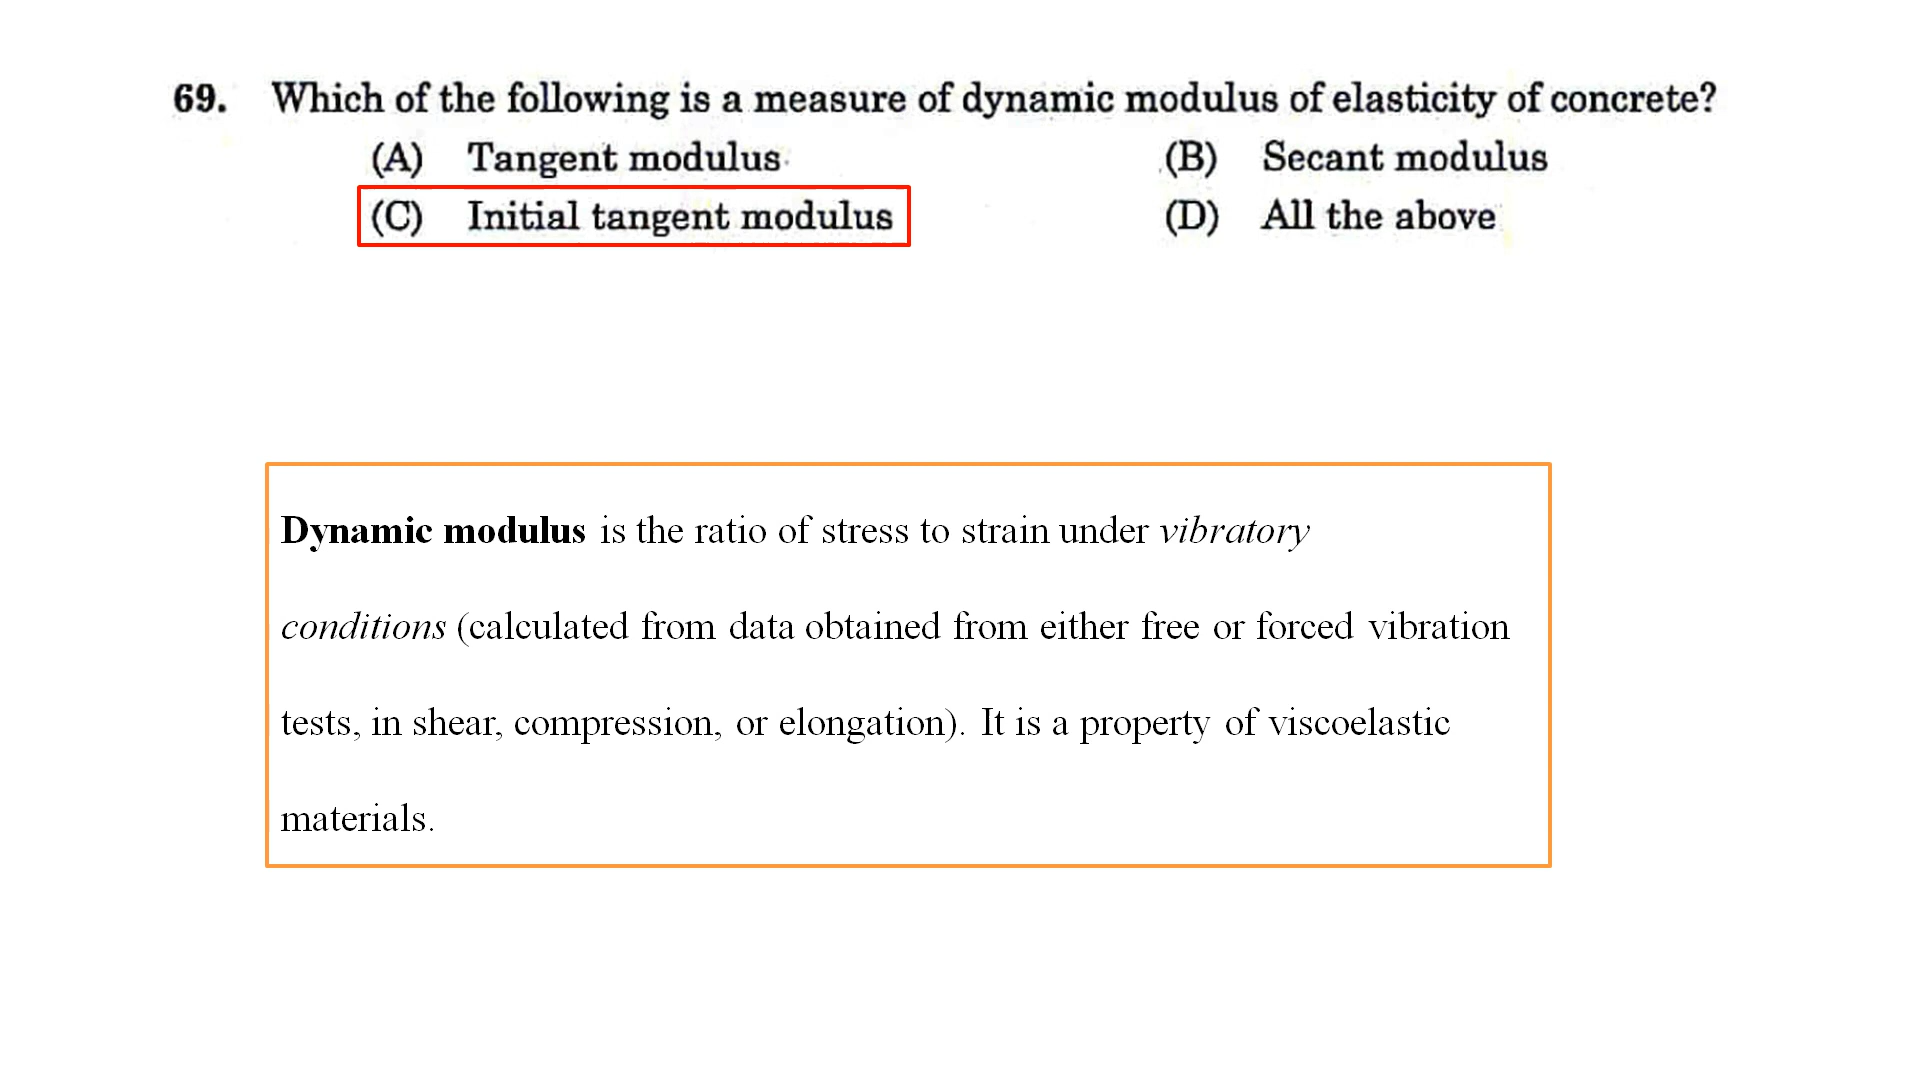 69. Which of the following is a measure of dynamic modulus of elasticity of concrete?
(A) Tangent modulus (B) Secant modulus
(C) Initial tangent modulus (D) All the above
Dynamic modulus is the ratio of stress to strain under vibratory
conditions (calculated from data obtained from either free or forced vibration
tests, in shear, compression, or elongation). It is a property of viscoelastic
materials.